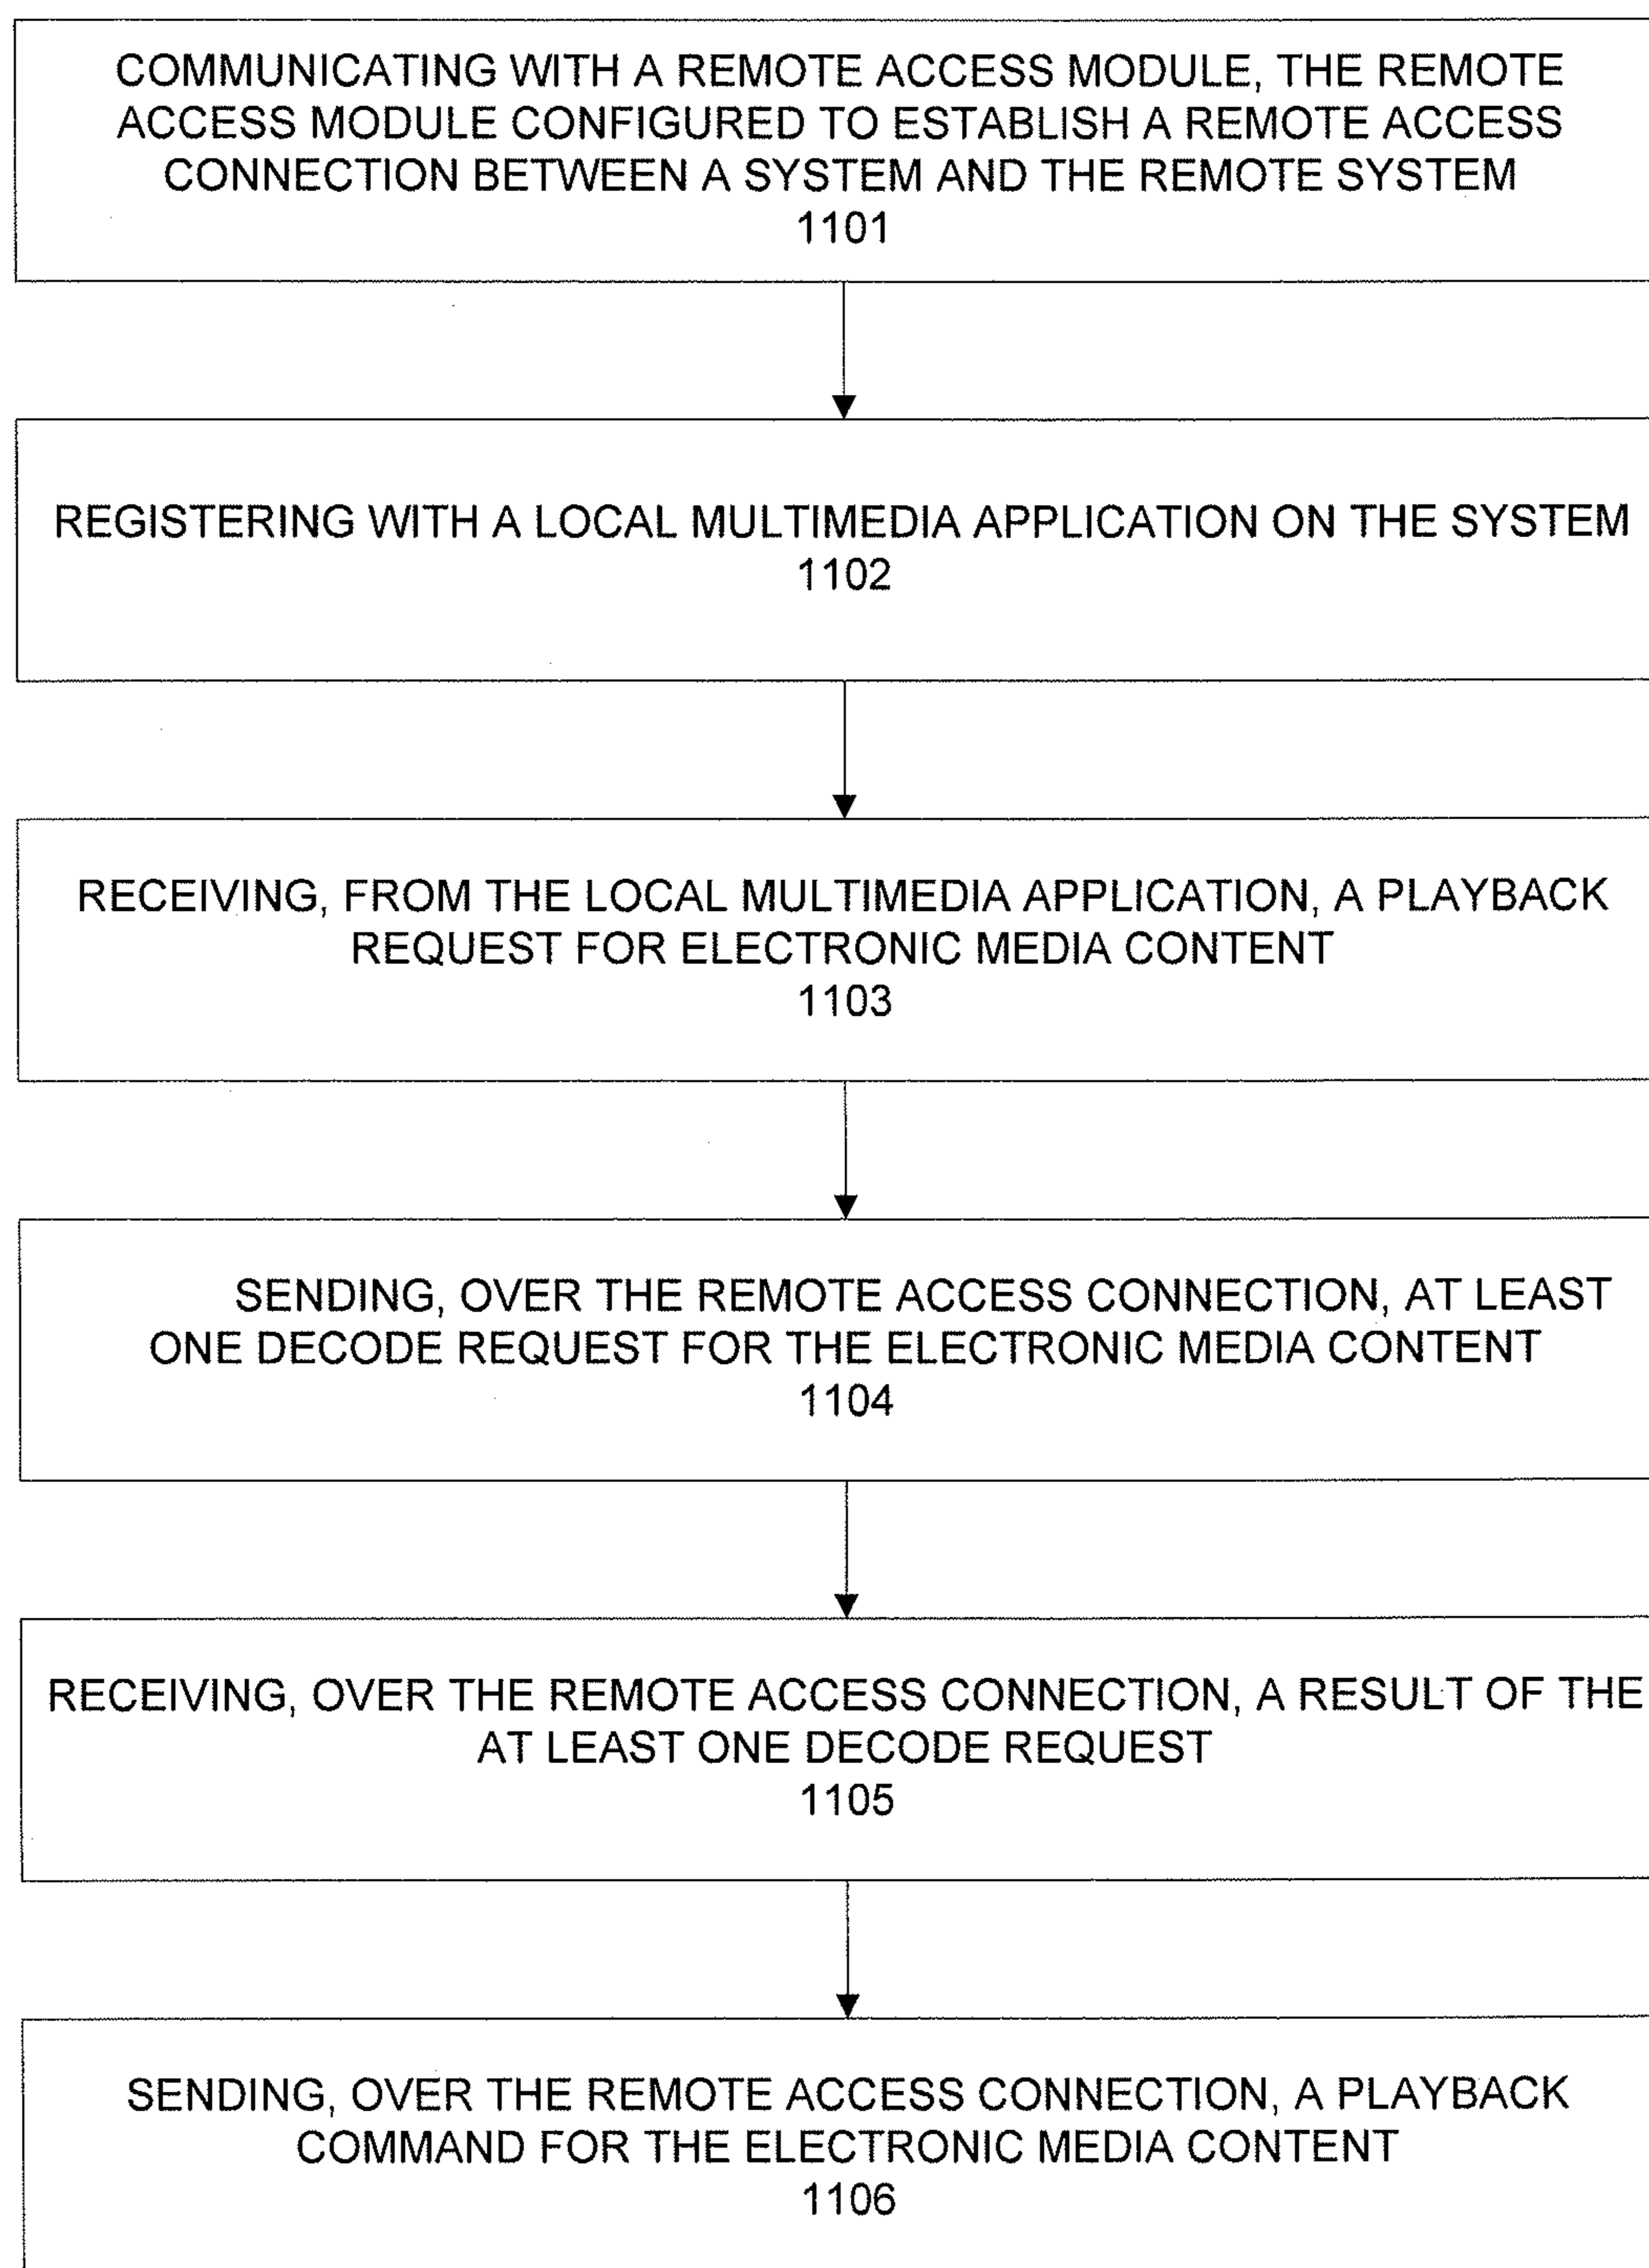 COMMUNICATING WITH A REMOTE ACCESS MODULE, THE REMOTE
ACCESS MODULE CONFIGURED TO ESTABLISH A REMOTE ACCESS
CONNECTION BETWEEN A SYSTEM AND THE REMOTE SYSTEM
1101
REGISTERING WITH A LOCAL MULTIMEDIA APPLICATION ON THE SYSTEM
1102
RECEIVING, FROM THE LOCAL MULTIMEDIA APPLICATION, A PLAYBACK
REQUEST FOR ELECTRONIC MEDIA CONTENT
1103
SENDING, OVER THE REMOTE ACCESS CONNECTION, AT LEAST
ONE DECODE REQUEST FOR THE ELECTRONIC MEDIA CONTENT
1104
RECEIVING, OVER THE REMOTE ACCESS CONNECTION, A RESULT OF THE
AT LEAST ONE DECODE REQUEST
1105
SENDING, OVER THE REMOTE ACCESS CONNECTION, A PLAYBACK
COMMAND FOR THE ELECTRONIC MEDIA CONTENT
1106